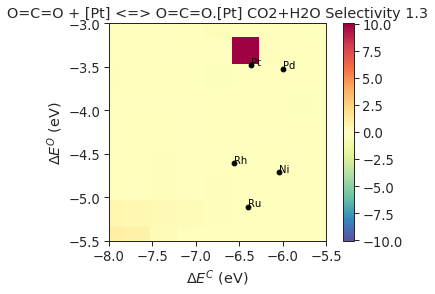 O=C=O + [Pt] <=> O=C=O.[Pt] CO2+H2O Selectivity 1.3
−3.0
−3.5
−4.0
−4.5
−5.0
−5.5
ΔE^O (eV)
Pt
Pd
Rh
Ni
Ru
−8.0 −7.5 −7.0 −6.5 −6.0 −5.5
ΔE^C (eV)
10.0
7.5
5.0
2.5
0.0
−2.5
−5.0
−7.5
−10.0